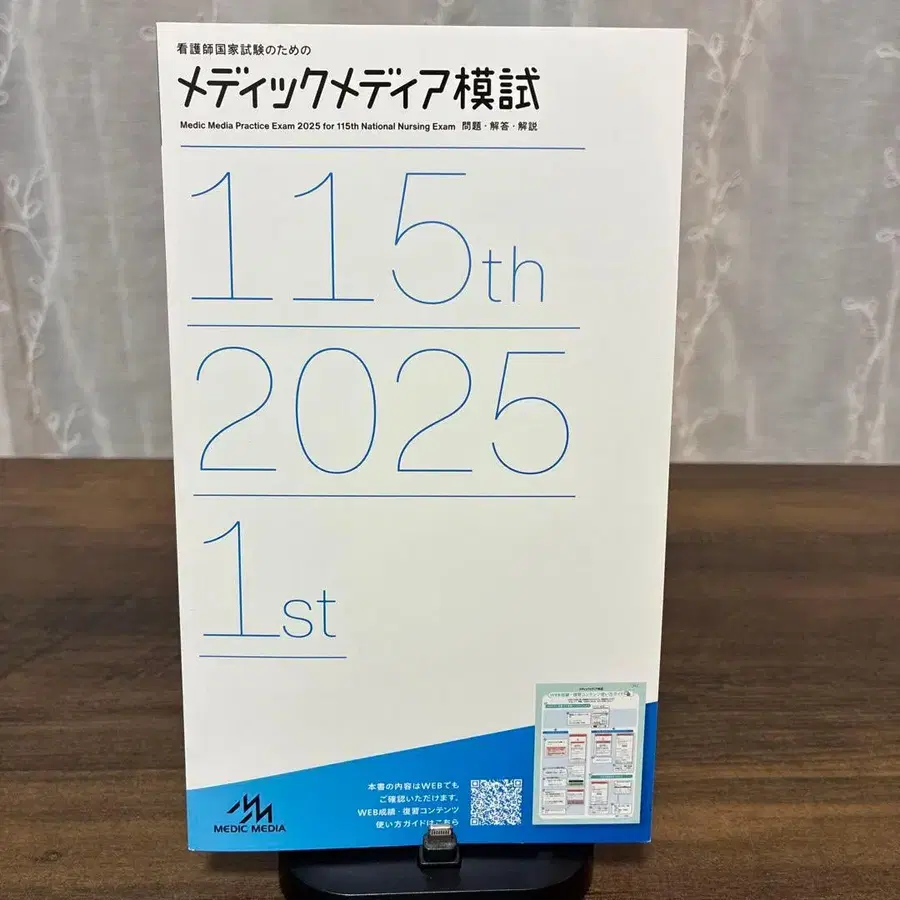 看護師国家試験のための
メディックメディア模試
Medic Media Practice Exam 2025 for 115th National Nursing Exam 問題・解答・解説
115th
2025
1st
本書の内容はWEBでも
ご確認いただけます。
WEB成績・復習コンテンツ
使い方ガイドはこちら
MEDIC MEDIA